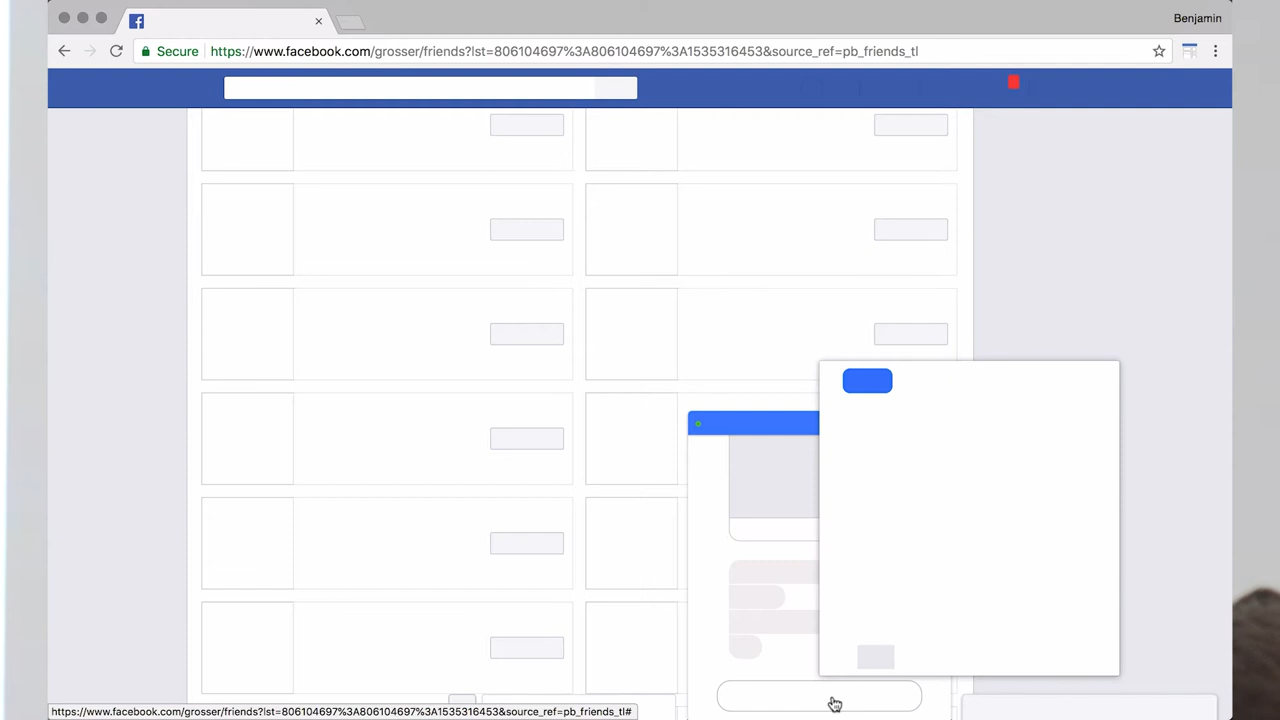 Benjamin
Secure https://www.facebook.com/grosser/friends?lst=806104697%3A806104697%3A1535316453&source_ref=pb_friends_tl
https://www.facebook.com/grosser/friends?lst=806104697%3A806104697%3A1535316453&source_ref=pb_friends_tl#